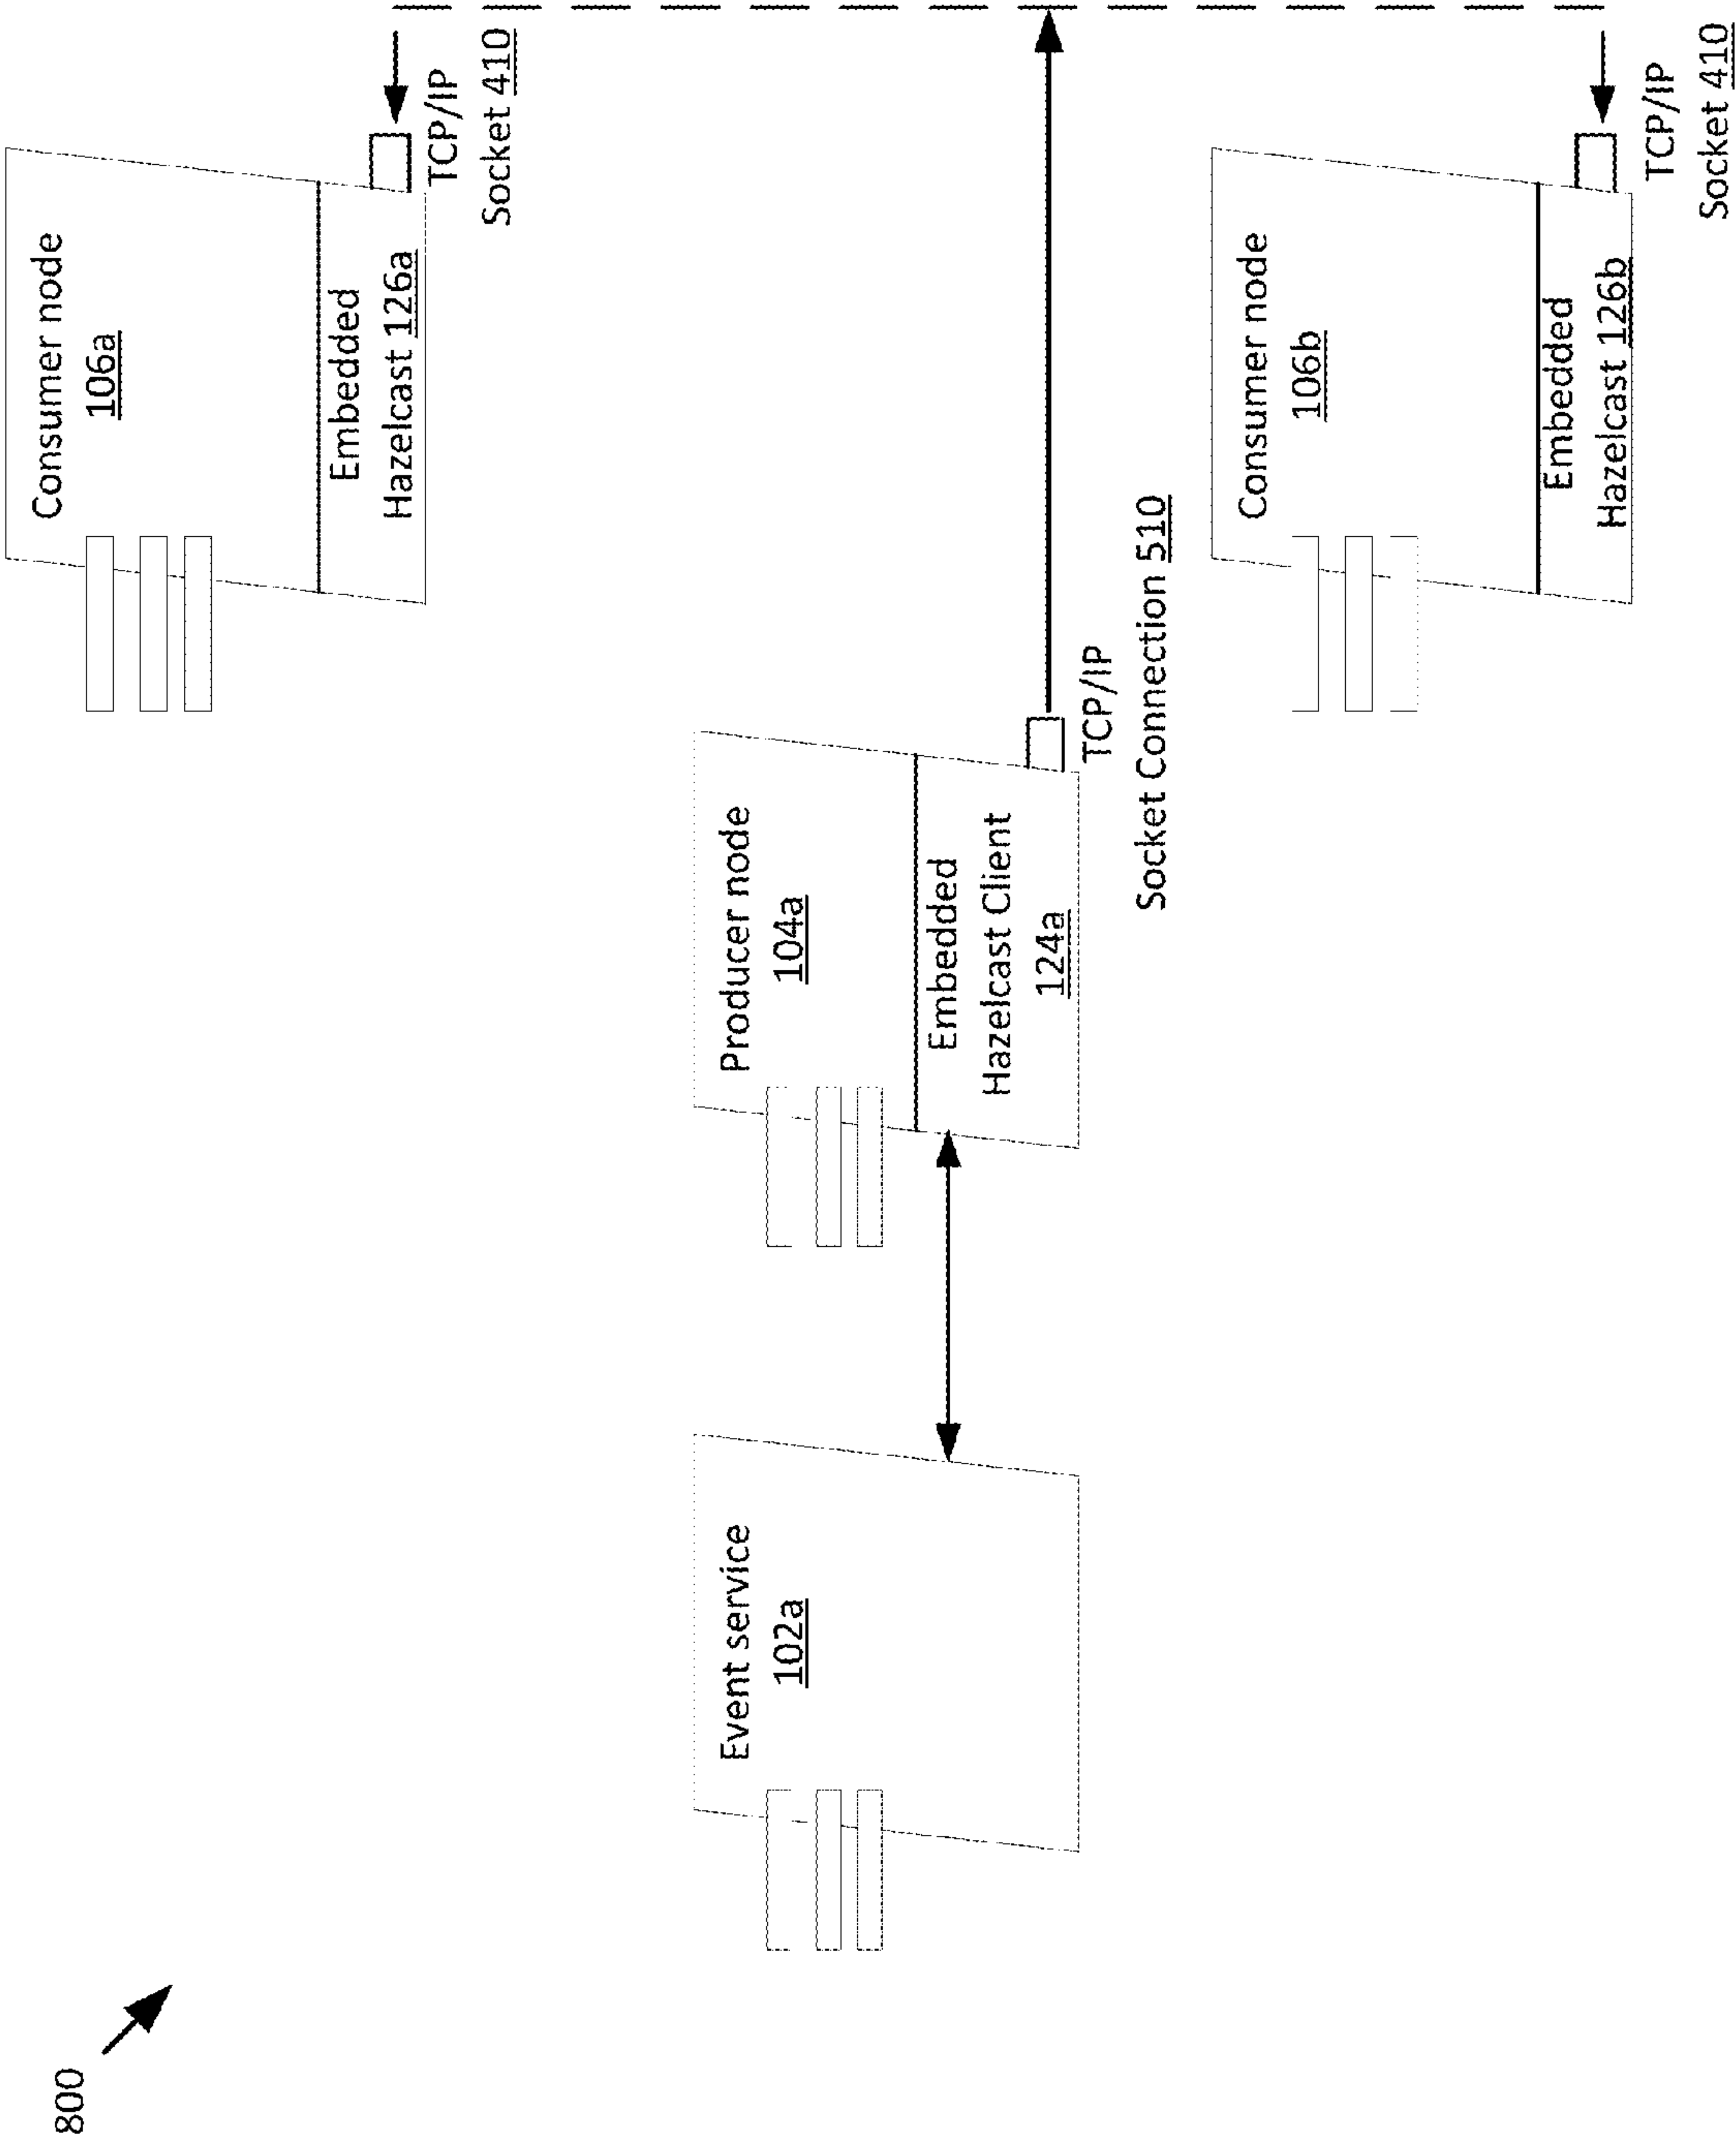 800
Event service
102a
Producer node
104a
Embedded
Hazelcast Client
124a
TCP/IP
Socket Connection 510
Consumer node
106a
Embedded
Hazelcast 126a
TCP/IP
Socket 410
Consumer node
106b
Embedded
Hazelcast 126b
TCP/IP
Socket 410